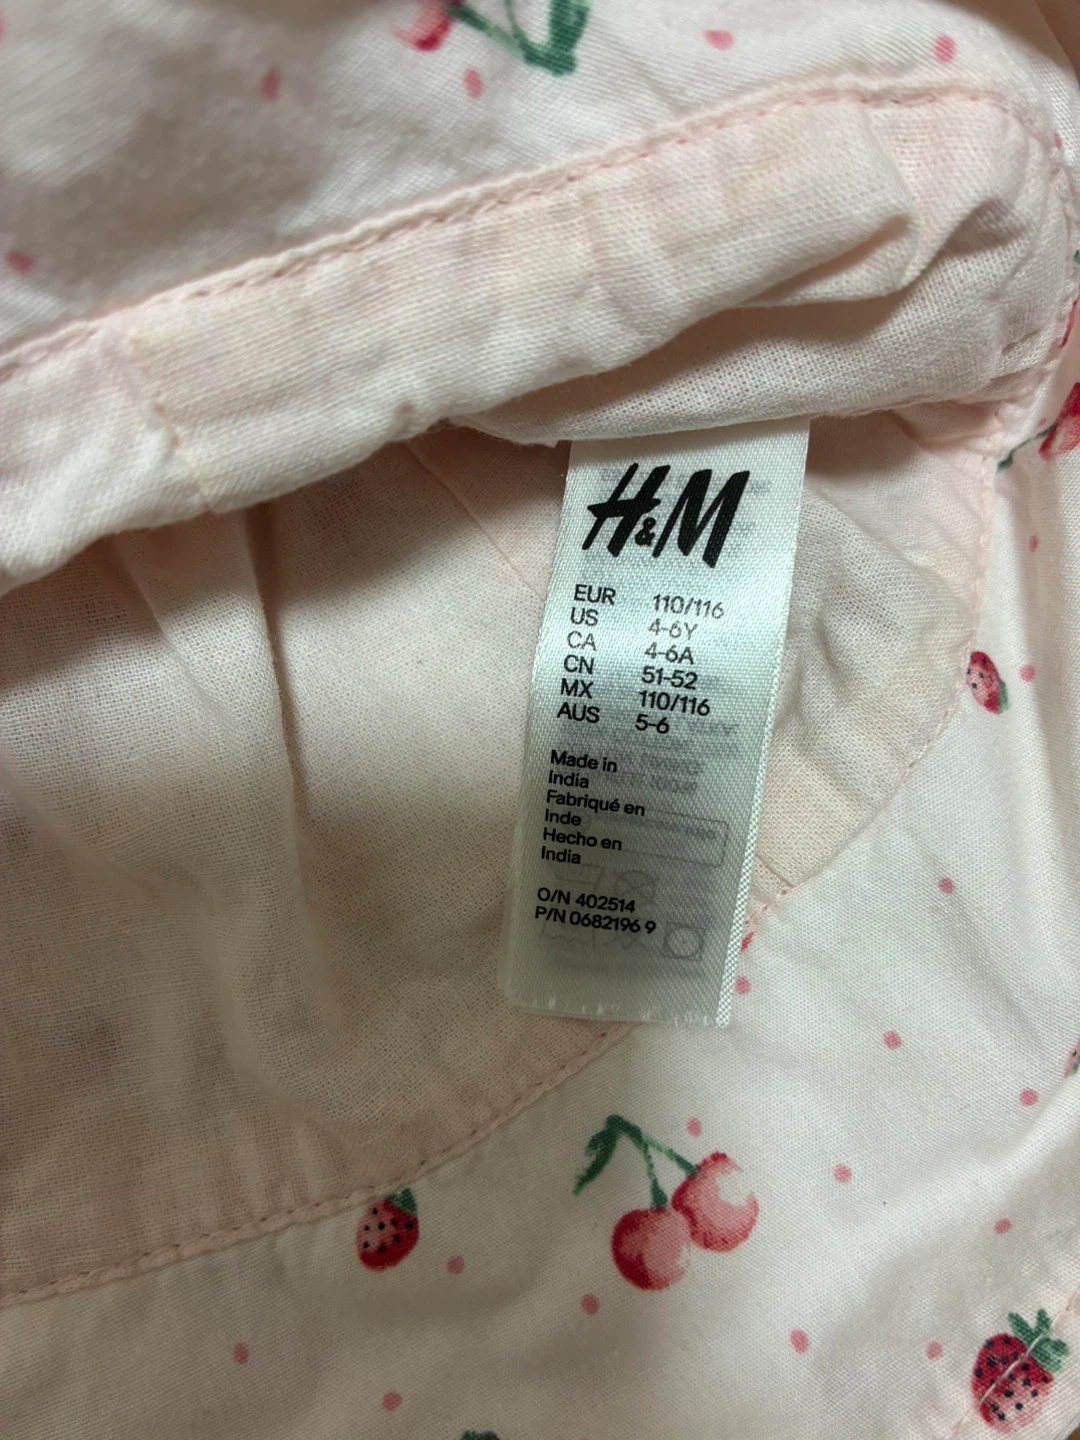 H&M
EUR 110/116
US 4-6Y
CA 4-6A
CN 51-52
MX 110/116
AUS 5-6
Made in
India
Fabriqué en
Inde
Hecho en
India
O/N 402514
P/N 0682196 9